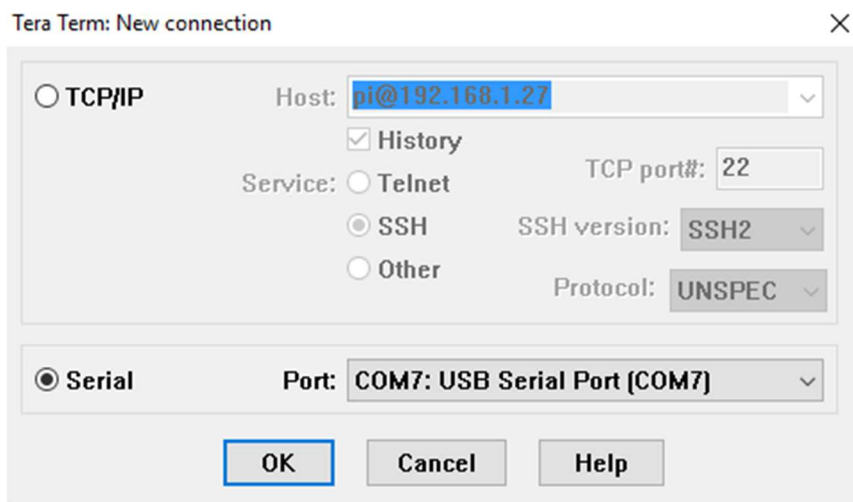 Tera Term: New connection
TCP/IP Host: pi@192.168.1.27
History
Service: Telnet TCP port#: 22
SSH SSH version: SSH2
Other Protocol: UNSPEC
Serial Port: COM7: USB Serial Port (COM7)
OK Cancel Help